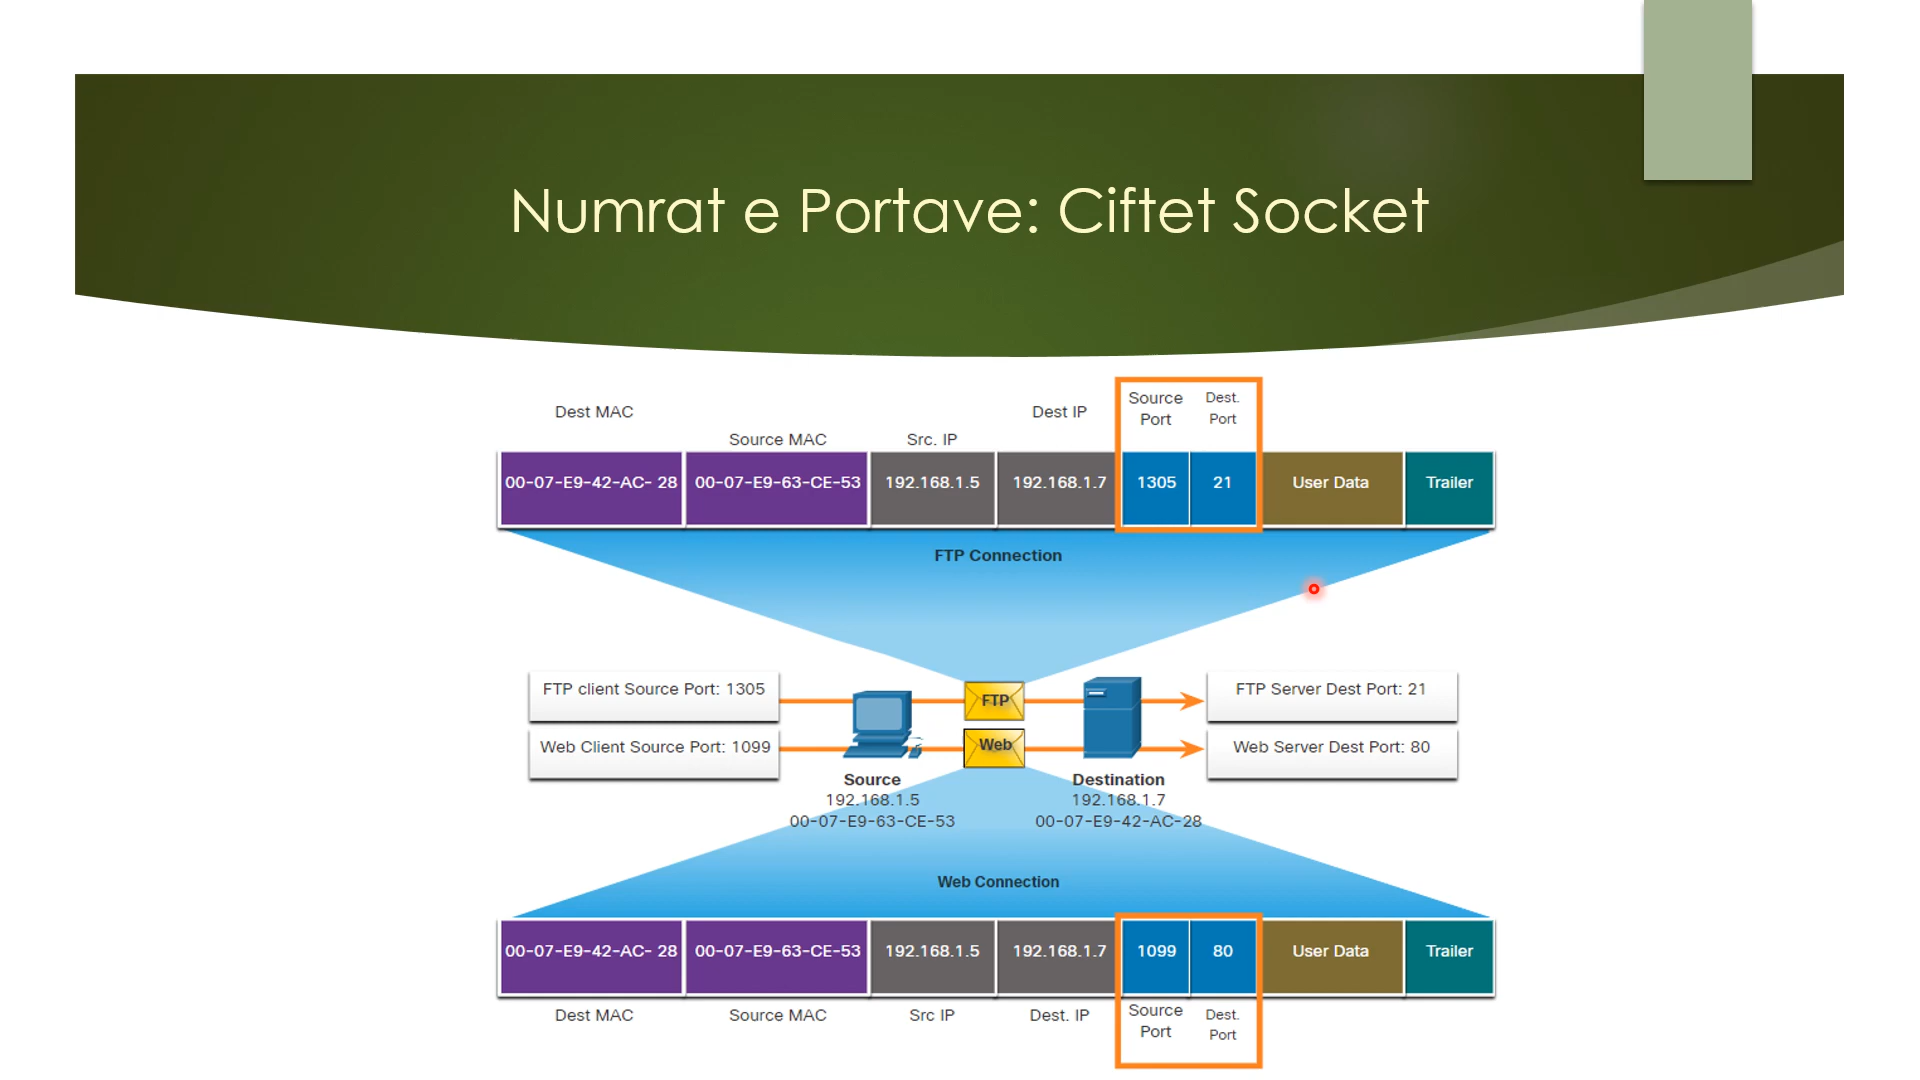 Numrat e Portave: Ciftet Socket
Dest MAC
Source MAC
Src. IP
Dest IP
Source
Port
Dest.
Port
00-07-E9-42-AC- 28
00-07-E9-63-CE-53
192.168.1.5
192.168.1.7
1305
21
User Data
Trailer
FTP Connection
FTP client Source Port: 1305
FTP
FTP Server Dest Port: 21
Web Client Source Port: 1099
Web
Web Server Dest Port: 80
Source
192.168.1.5
00-07-E9-63-CE-53
Destination
192.168.1.7
00-07-E9-42-AC-28
Web Connection
00-07-E9-42-AC- 28
00-07-E9-63-CE-53
192.168.1.5
192.168.1.7
1099
80
User Data
Trailer
Dest MAC
Source MAC
Src IP
Dest. IP
Source
Port
Dest.
Port